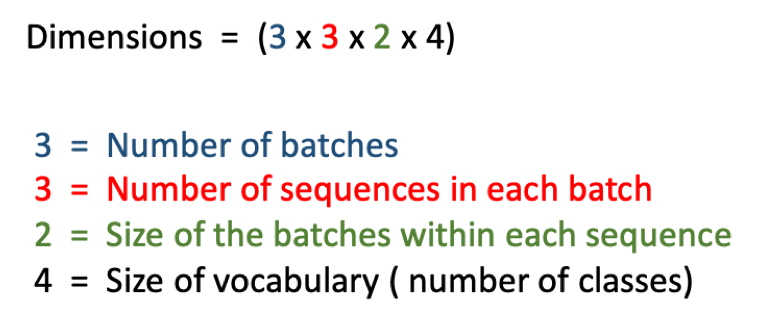 Dimensions = (3 x 3 x 2 x 4)
3 = Number of batches
3 = Number of sequences in each batch
2 = Size of the batches within each sequence
4 = Size of vocabulary ( number of classes)